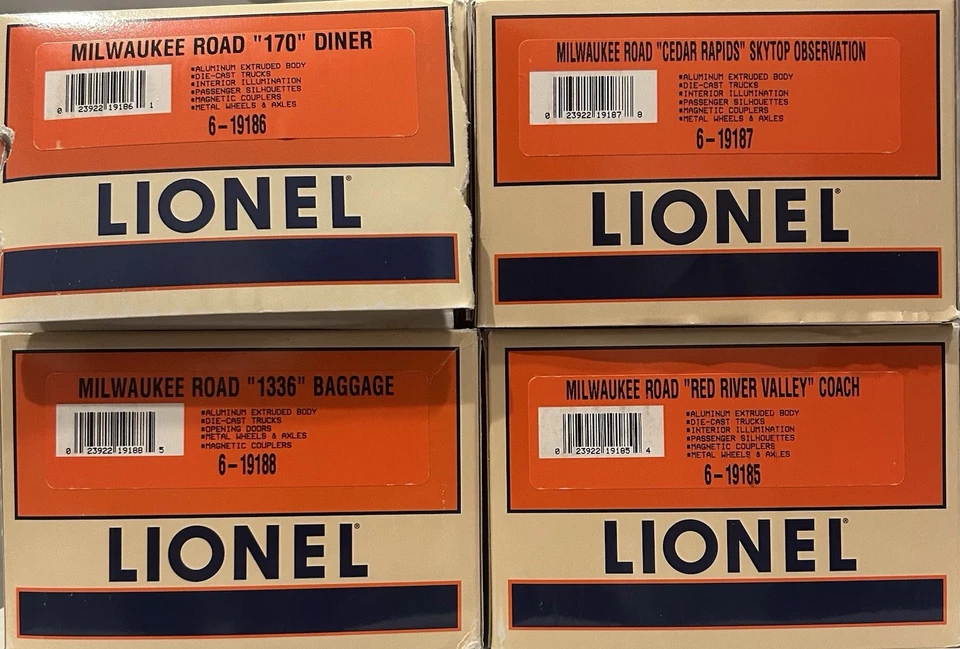 MILWAUKEE ROAD "170" DINER
*ALUMINUM EXTRUDED BODY
*DIE-CAST TRUCKS
*INTERIOR ILLUMINATION
*PASSENGER SILHOUETTES
*MAGNETIC COUPLERS
*METAL WHEELS & AXLES
0 23922 19186 1
6-19186
LIONEL®
MILWAUKEE ROAD "CEDAR RAPIDS" SKYTOP OBSERVATION
*ALUMINUM EXTRUDED BODY
*DIE-CAST TRUCKS
*INTERIOR ILLUMINATION
*PASSENGER SILHOUETTES
*MAGNETIC COUPLERS
*METAL WHEELS & AXLES
0 23922 19187 8
6-19187
LIONEL®
MILWAUKEE ROAD "1336" BAGGAGE
*ALUMINUM EXTRUDED BODY
*DIE-CAST TRUCKS
*OPENING DOORS
*METAL WHEELS & AXLES
*MAGNETIC COUPLERS
0 23922 19188 5
6-19188
LIONEL®
MILWAUKEE ROAD "RED RIVER VALLEY" COACH
*ALUMINUM EXTRUDED BODY
*DIE-CAST TRUCKS
*INTERIOR ILLUMINATION
*PASSENGER SILHOUETTES
*MAGNETIC COUPLERS
*METAL WHEELS & AXLES
0 23922 19185 4
6-19185
LIONEL®